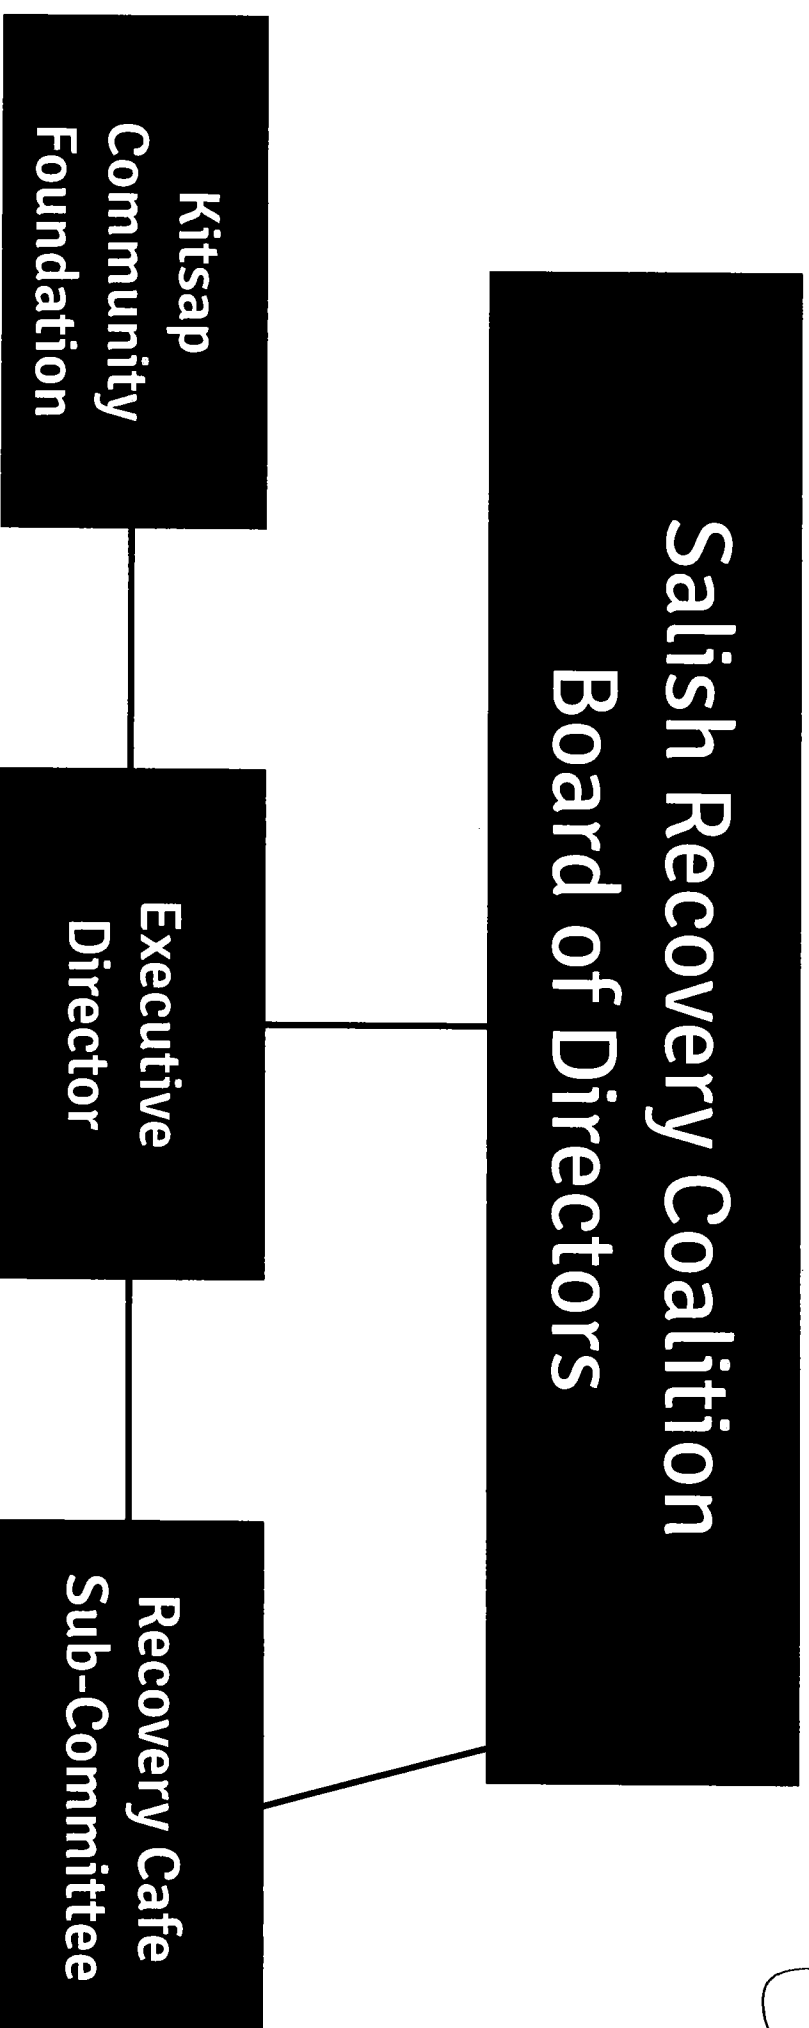 Salish Recovery Coalition
Board of Directors
Kitsap
Community
Foundation
Executive
Director
Recovery Cafe
Sub-Committee